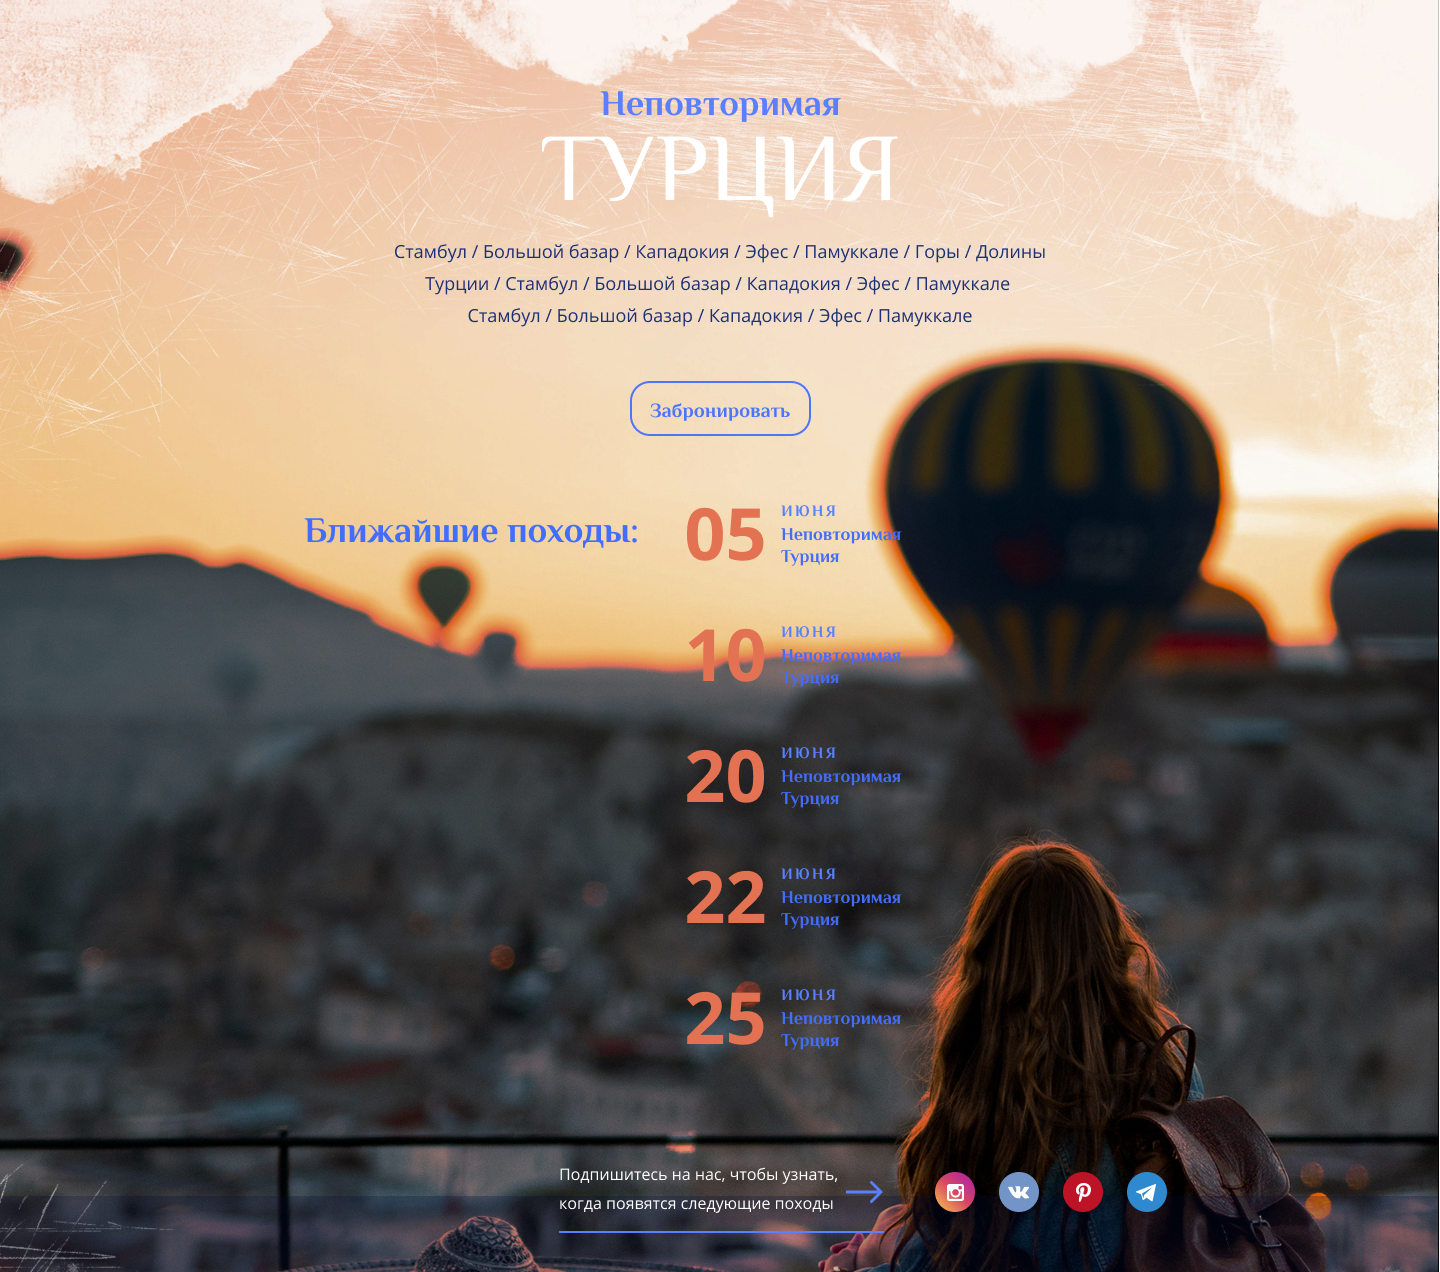 Неповторимая
ТУРЦИЯ
Стамбул / Большой базар / Кападокия / Эфес / Памуккале / Горы / Долины
Турции / Стамбул / Большой базар / Кападокия / Эфес / Памуккале
Стамбул / Большой базар / Кападокия / Эфес / Памуккале
Забронировать
Ближайшие походы:
05
ИЮНЯ
Неповторимая
Турция
10
ИЮНЯ
Неповторимая
Турция
20
ИЮНЯ
Неповторимая
Турция
22
ИЮНЯ
Неповторимая
Турция
25
ИЮНЯ
Неповторимая
Турция
Подпишитесь на нас, чтобы узнать,
когда появятся следующие походы